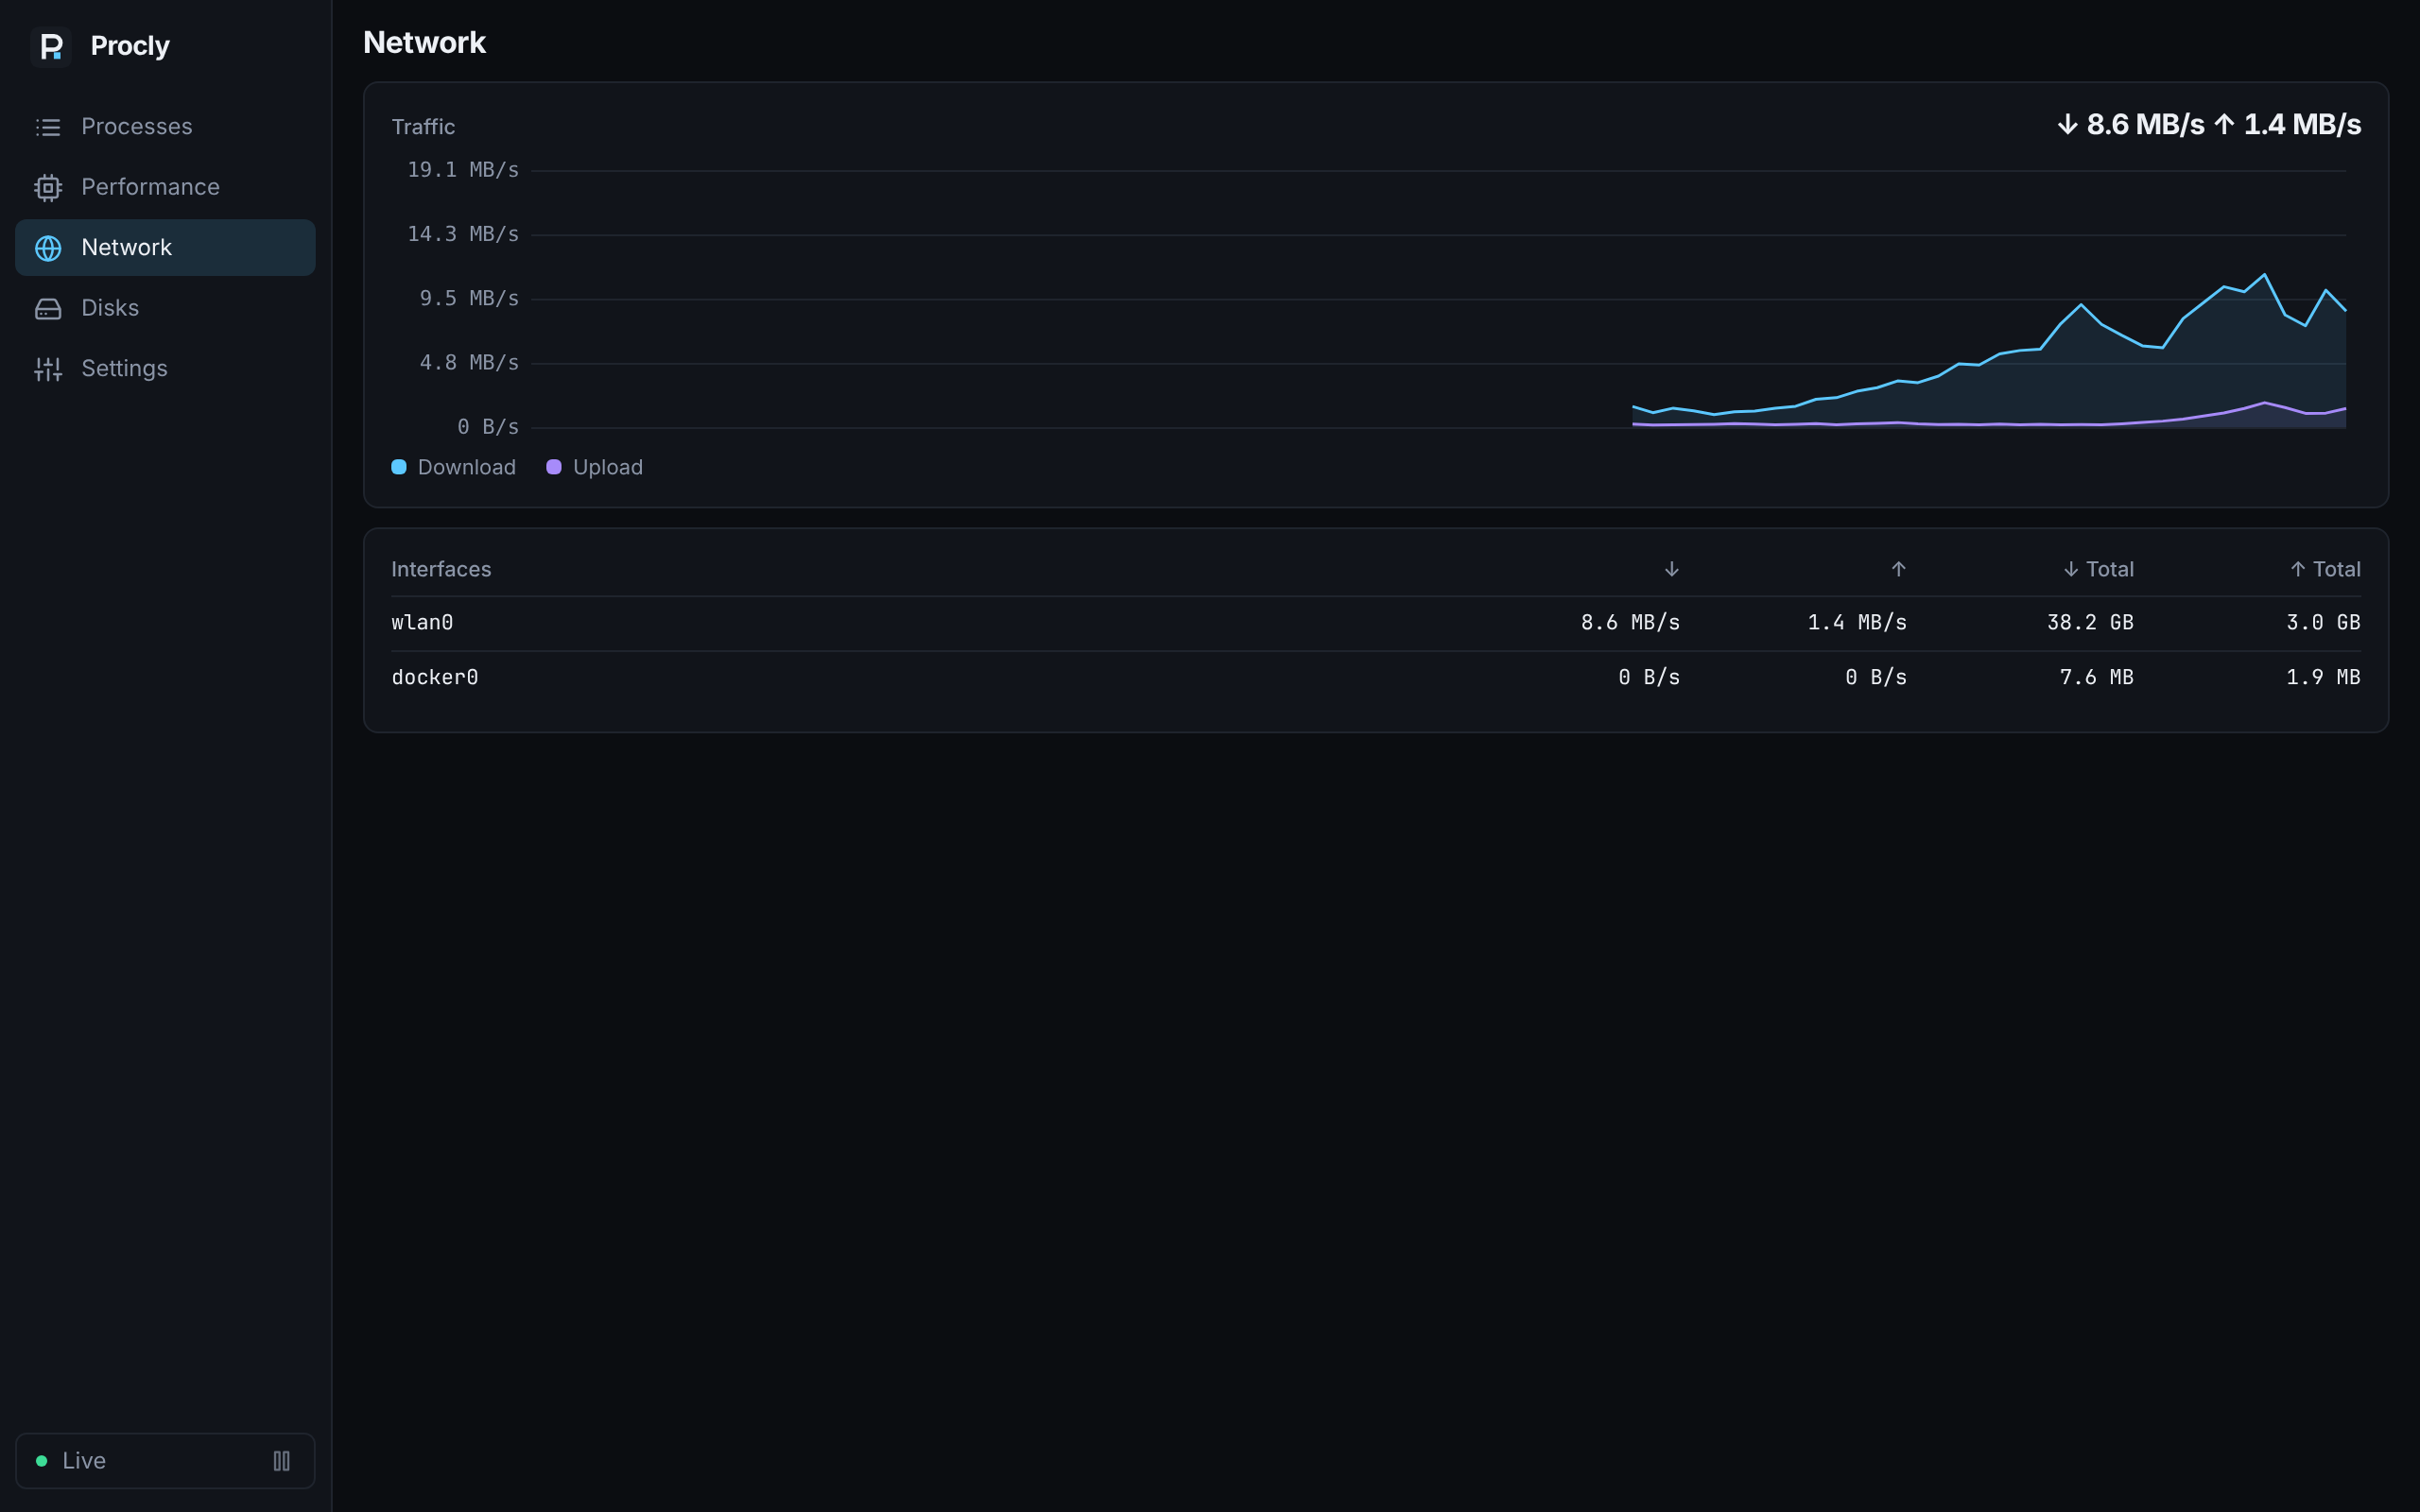 Procly
Processes
Performance
Network
Disks
Settings
Live
Network
Traffic
↓ 8.6 MB/s ↑ 1.4 MB/s
19.1 MB/s
14.3 MB/s
9.5 MB/s
4.8 MB/s
0 B/s
Download Upload
Interfaces ↓ ↑ ↓ Total ↑ Total
wlan0 8.6 MB/s 1.4 MB/s 38.2 GB 3.0 GB
docker0 0 B/s 0 B/s 7.6 MB 1.9 MB